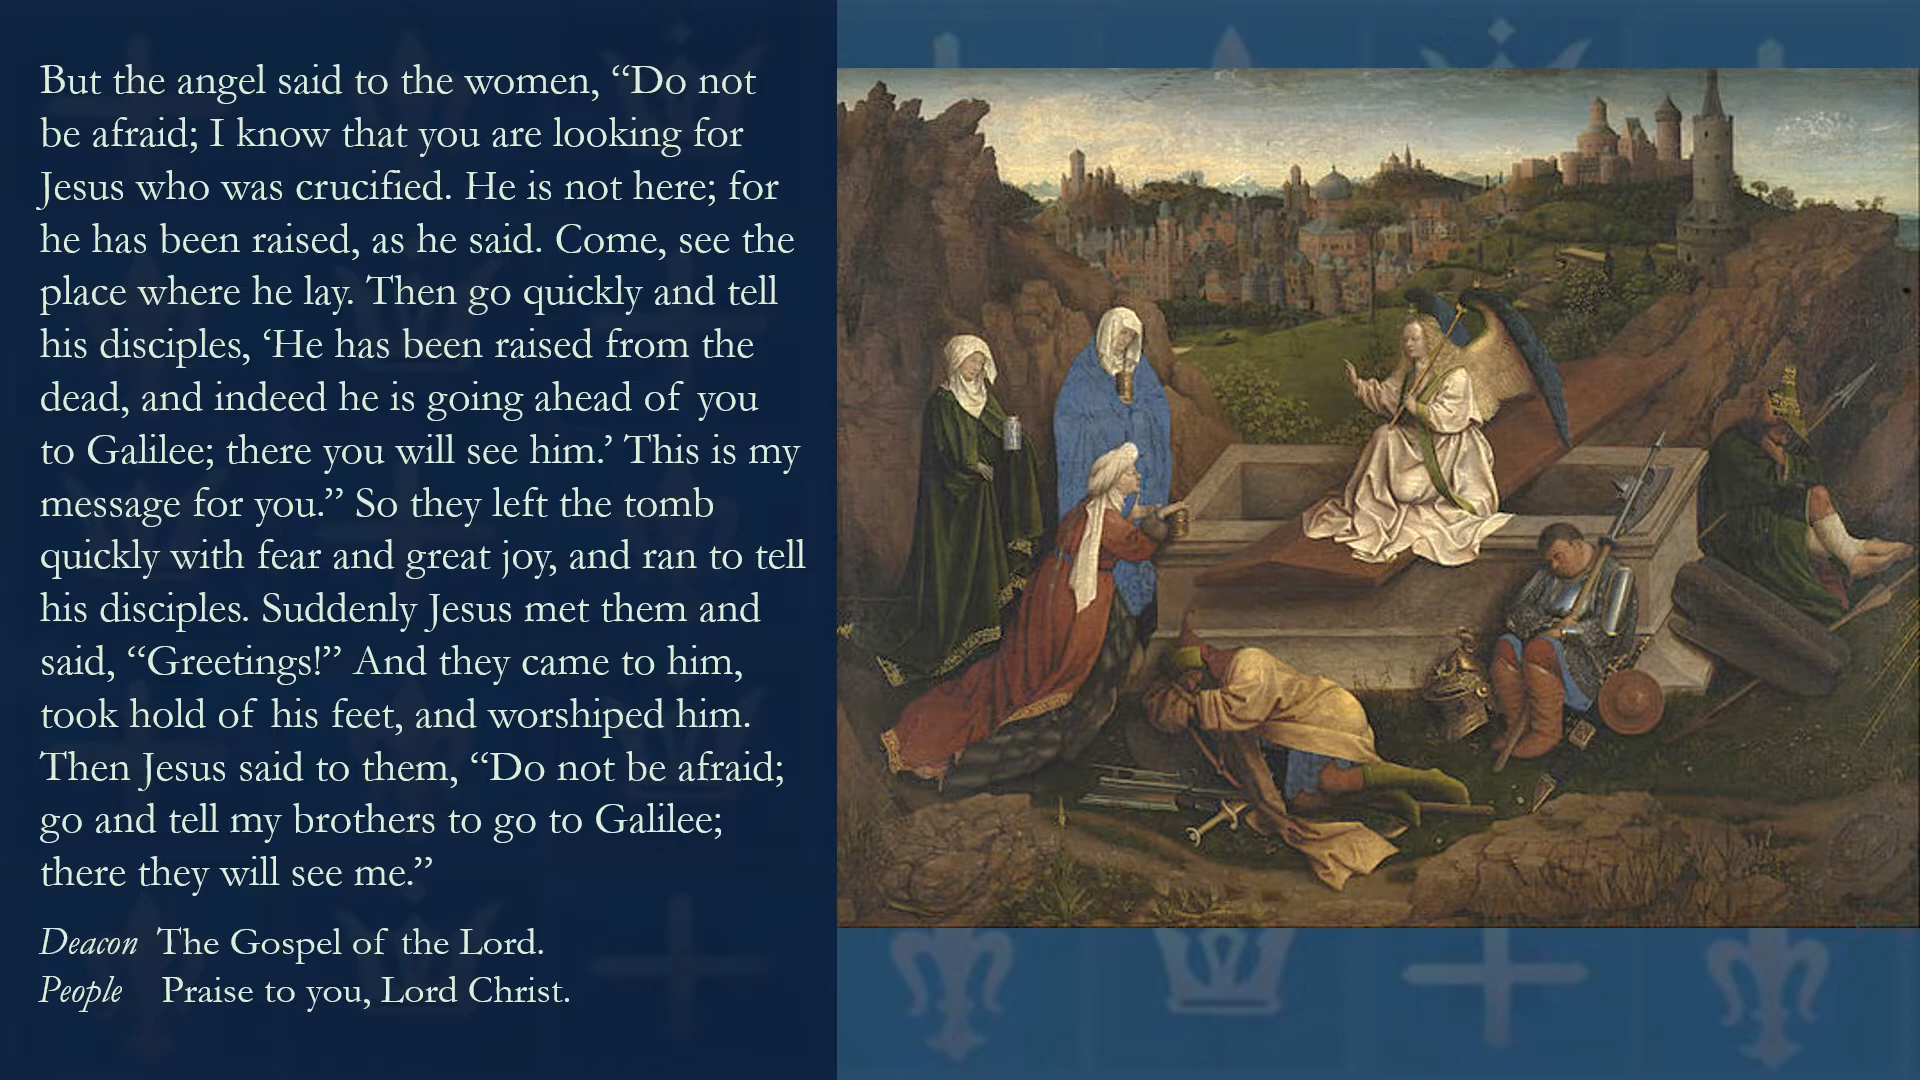 But the angel said to the women, “Do not
be afraid; I know that you are looking for
Jesus who was crucified. He is not here; for
he has been raised, as he said. Come, see the
place where he lay. Then go quickly and tell
his disciples, ‘He has been raised from the
dead, and indeed he is going ahead of you
to Galilee; there you will see him.’ This is my
message for you.” So they left the tomb
quickly with fear and great joy, and ran to tell
his disciples. Suddenly Jesus met them and
said, “Greetings!” And they came to him,
took hold of his feet, and worshiped him.
Then Jesus said to them, “Do not be afraid;
go and tell my brothers to go to Galilee;
there they will see me.”
Deacon The Gospel of the Lord.
People Praise to you, Lord Christ.